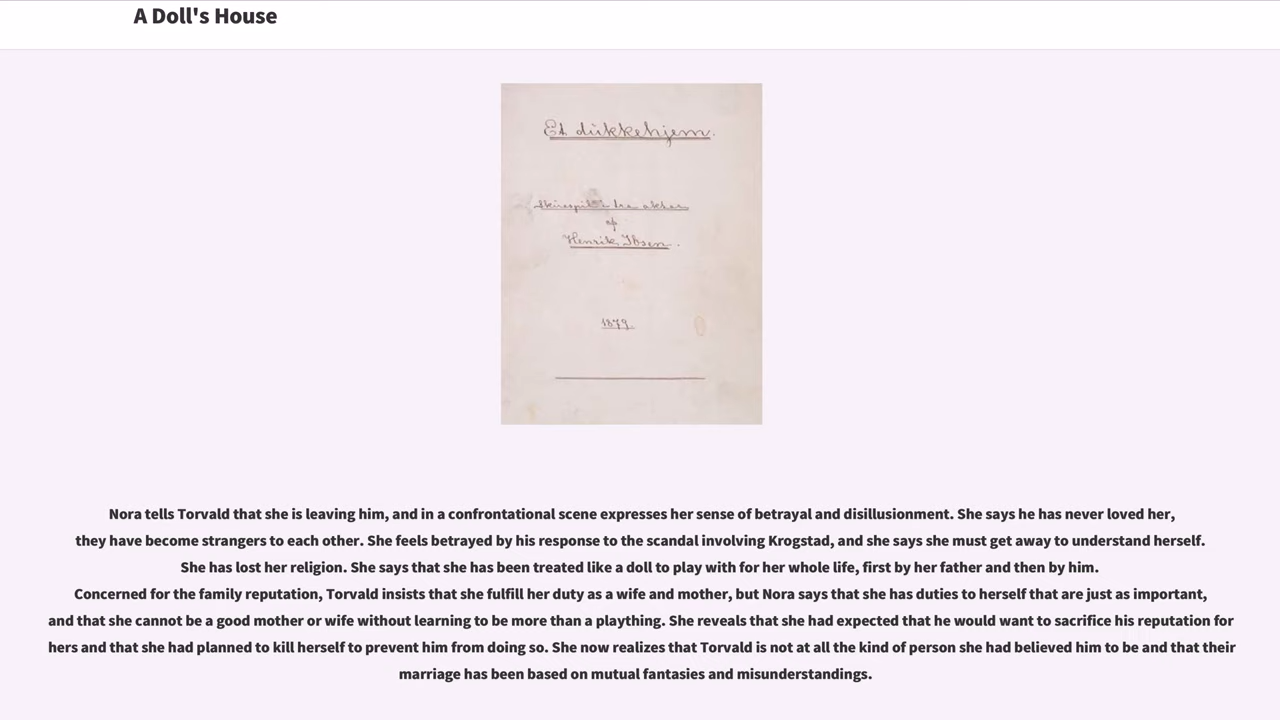 A Doll's House
Et dukkehjem.
Skuespil i tre akter
af
Henrik Ibsen.
1879.
Nora tells Torvald that she is leaving him, and in a confrontational scene expresses her sense of betrayal and disillusionment. She says he has never loved her,
they have become strangers to each other. She feels betrayed by his response to the scandal involving Krogstad, and she says she must get away to understand herself.
She has lost her religion. She says that she has been treated like a doll to play with for her whole life, first by her father and then by him.
Concerned for the family reputation, Torvald insists that she fulfill her duty as a wife and mother, but Nora says that she has duties to herself that are just as important,
and that she cannot be a good mother or wife without learning to be more than a plaything. She reveals that she had expected that he would want to sacrifice his reputation for
hers and that she had planned to kill herself to prevent him from doing so. She now realizes that Torvald is not at all the kind of person she had believed him to be and that their
marriage has been based on mutual fantasies and misunderstandings.